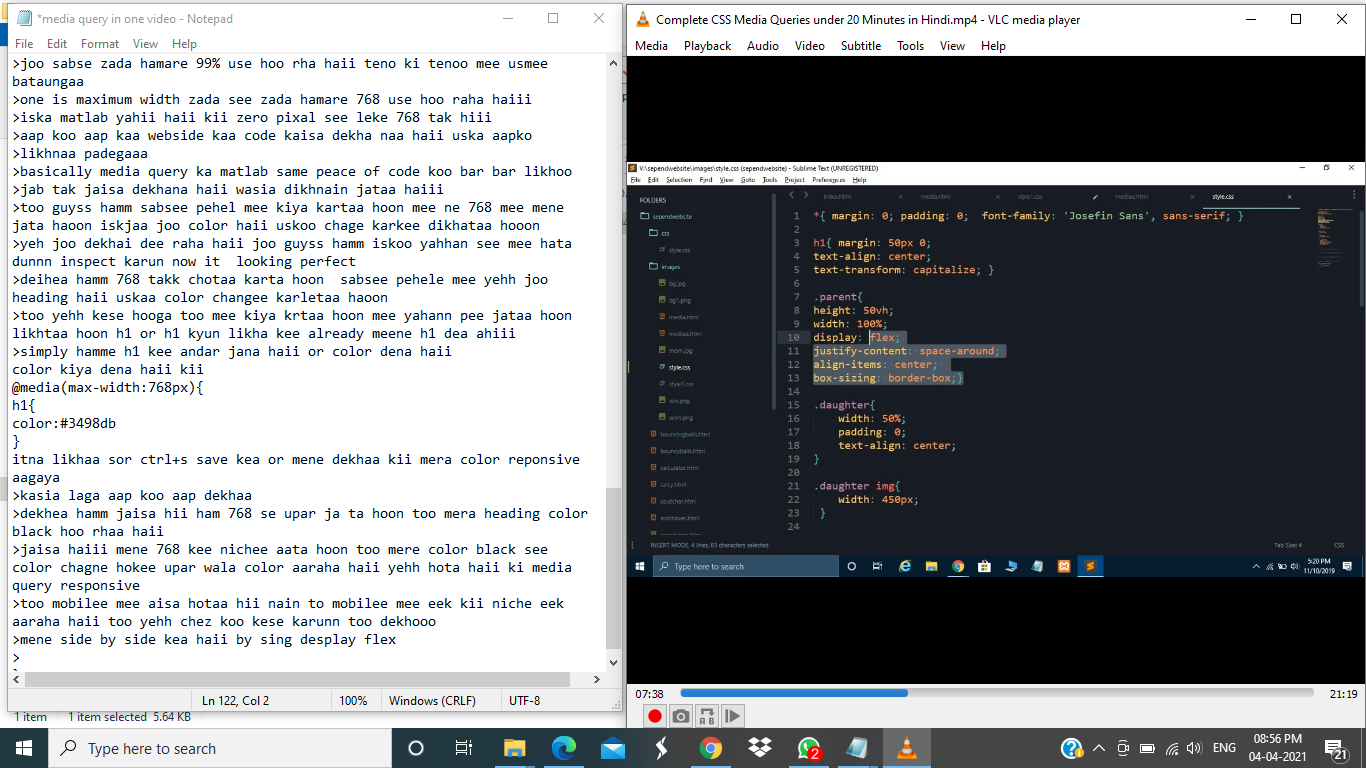 *media query in one video - Notepad
File Edit Format View Help
>joo sabse zada hamare 99% use hoo rha haii teno ki tenoo mee usmee
bataungaa
>one is maximum width zada see zada hamare 768 use hoo raha haiii
>iska matlab yahii haii kii zero pixal see leke 768 tak hiii
>aap koo aap kaa webside kaa code kaisa dekha naa haii uska aapko
>likhnaa padegaaa
>basically media query ka matlab same peace of code koo bar bar likhoo
>jab tak jaisa dekhana haii wasia dikhnain jataa haiii
>too guyss hamm sabsee pehel mee kiya kartaa hoon mee ne 768 mee mene
jata haoon iskjaa joo color haii uskoo chage karkee dikhataa hooon
>yeh joo dekhai dee raha haii joo guyss hamm iskoo yahhan see mee hata
dunnn inspect karun now it  looking perfect
>deihea hamm 768 takk chotaa karta hoon  sabsee pehele mee yehh joo
heading haii uskaa color changee karletaa haoon
>too yehh kese hooga too mee kiya krtaa hoon mee yahann pee jataa hoon
likhtaa hoon h1 or h1 kyun likha kee already meene h1 dea ahiii
>simply hamme h1 kee andar jana haii or color dena haii
color kiya dena haii kii
@media(max-width:768px){
h1{
color:#3498db
}
itna likhaa sor ctrl+s save kea or mene dekhaa kii mera color reponsive
aagaya
>kasia laga aap koo aap dekhaa
>dekhea hamm jaisa hii ham 768 se upar ja ta hoon too mera heading color
black hoo rhaa haii
>jaisa haiii mene 768 kee nichee aata hoon too mere color black see
color chagne hokee upar wala color aaraha haii yehh hota haii ki media
query responsive
>too mobilee mee aisa hotaa hii nain to mobilee mee eek kii niche eek
aaraha haii too yehh chez koo kese karunn too dekhooo
>mene side by side kea haii by sing desplay flex
>
Ln 122, Col 2 100% Windows (CRLF) UTF-8
1 item 1 item selected 5.64 KB
Complete CSS Media Queries under 20 Minutes in Hindi.mp4 - VLC media player
Media Playback Audio Video Subtitle Tools View Help
V:\sependwebsite\images\style.css (sependwebsite) - Sublime Text (UNREGISTERED)
File Edit Selection Find View Goto Tools Project Preferences Help
index.html media.html style1.css mediaq.html style.css
FOLDERS
sependwebsite
css
style.css
images
bg.jpg
bg1.png
media.html
mediaq.html
mom.jpg
style.css
style1.css
win.png
win1.png
bouncingballs.html
bouncyballs.html
calculator.html
calcy.html
coutchar.html
iconhover.html
1 *{ margin: 0; padding: 0;  font-family: 'Josefin Sans', sans-serif; }
2
3 h1{ margin: 50px 0;
4 text-align: center;
5 text-transform: capitalize; }
6
7 .parent{
8 height: 50vh;
9 width: 100%;
10 display: flex;
11 justify-content: space-around;
12 align-items: center;
13 box-sizing: border-box;}
14
15 .daughter{
16 width: 50%;
17 padding: 0;
18 text-align: center;
19 }
20
21 .daughter img{
22 width: 450px;
23 }
24
INSERT MODE, 4 lines, 83 characters selected Tab Size: 4 CSS
Type here to search
5:20 PM
11/10/2019
07:38 21:19
A B
Type here to search
2
ENG
08:56 PM
04-04-2021
21